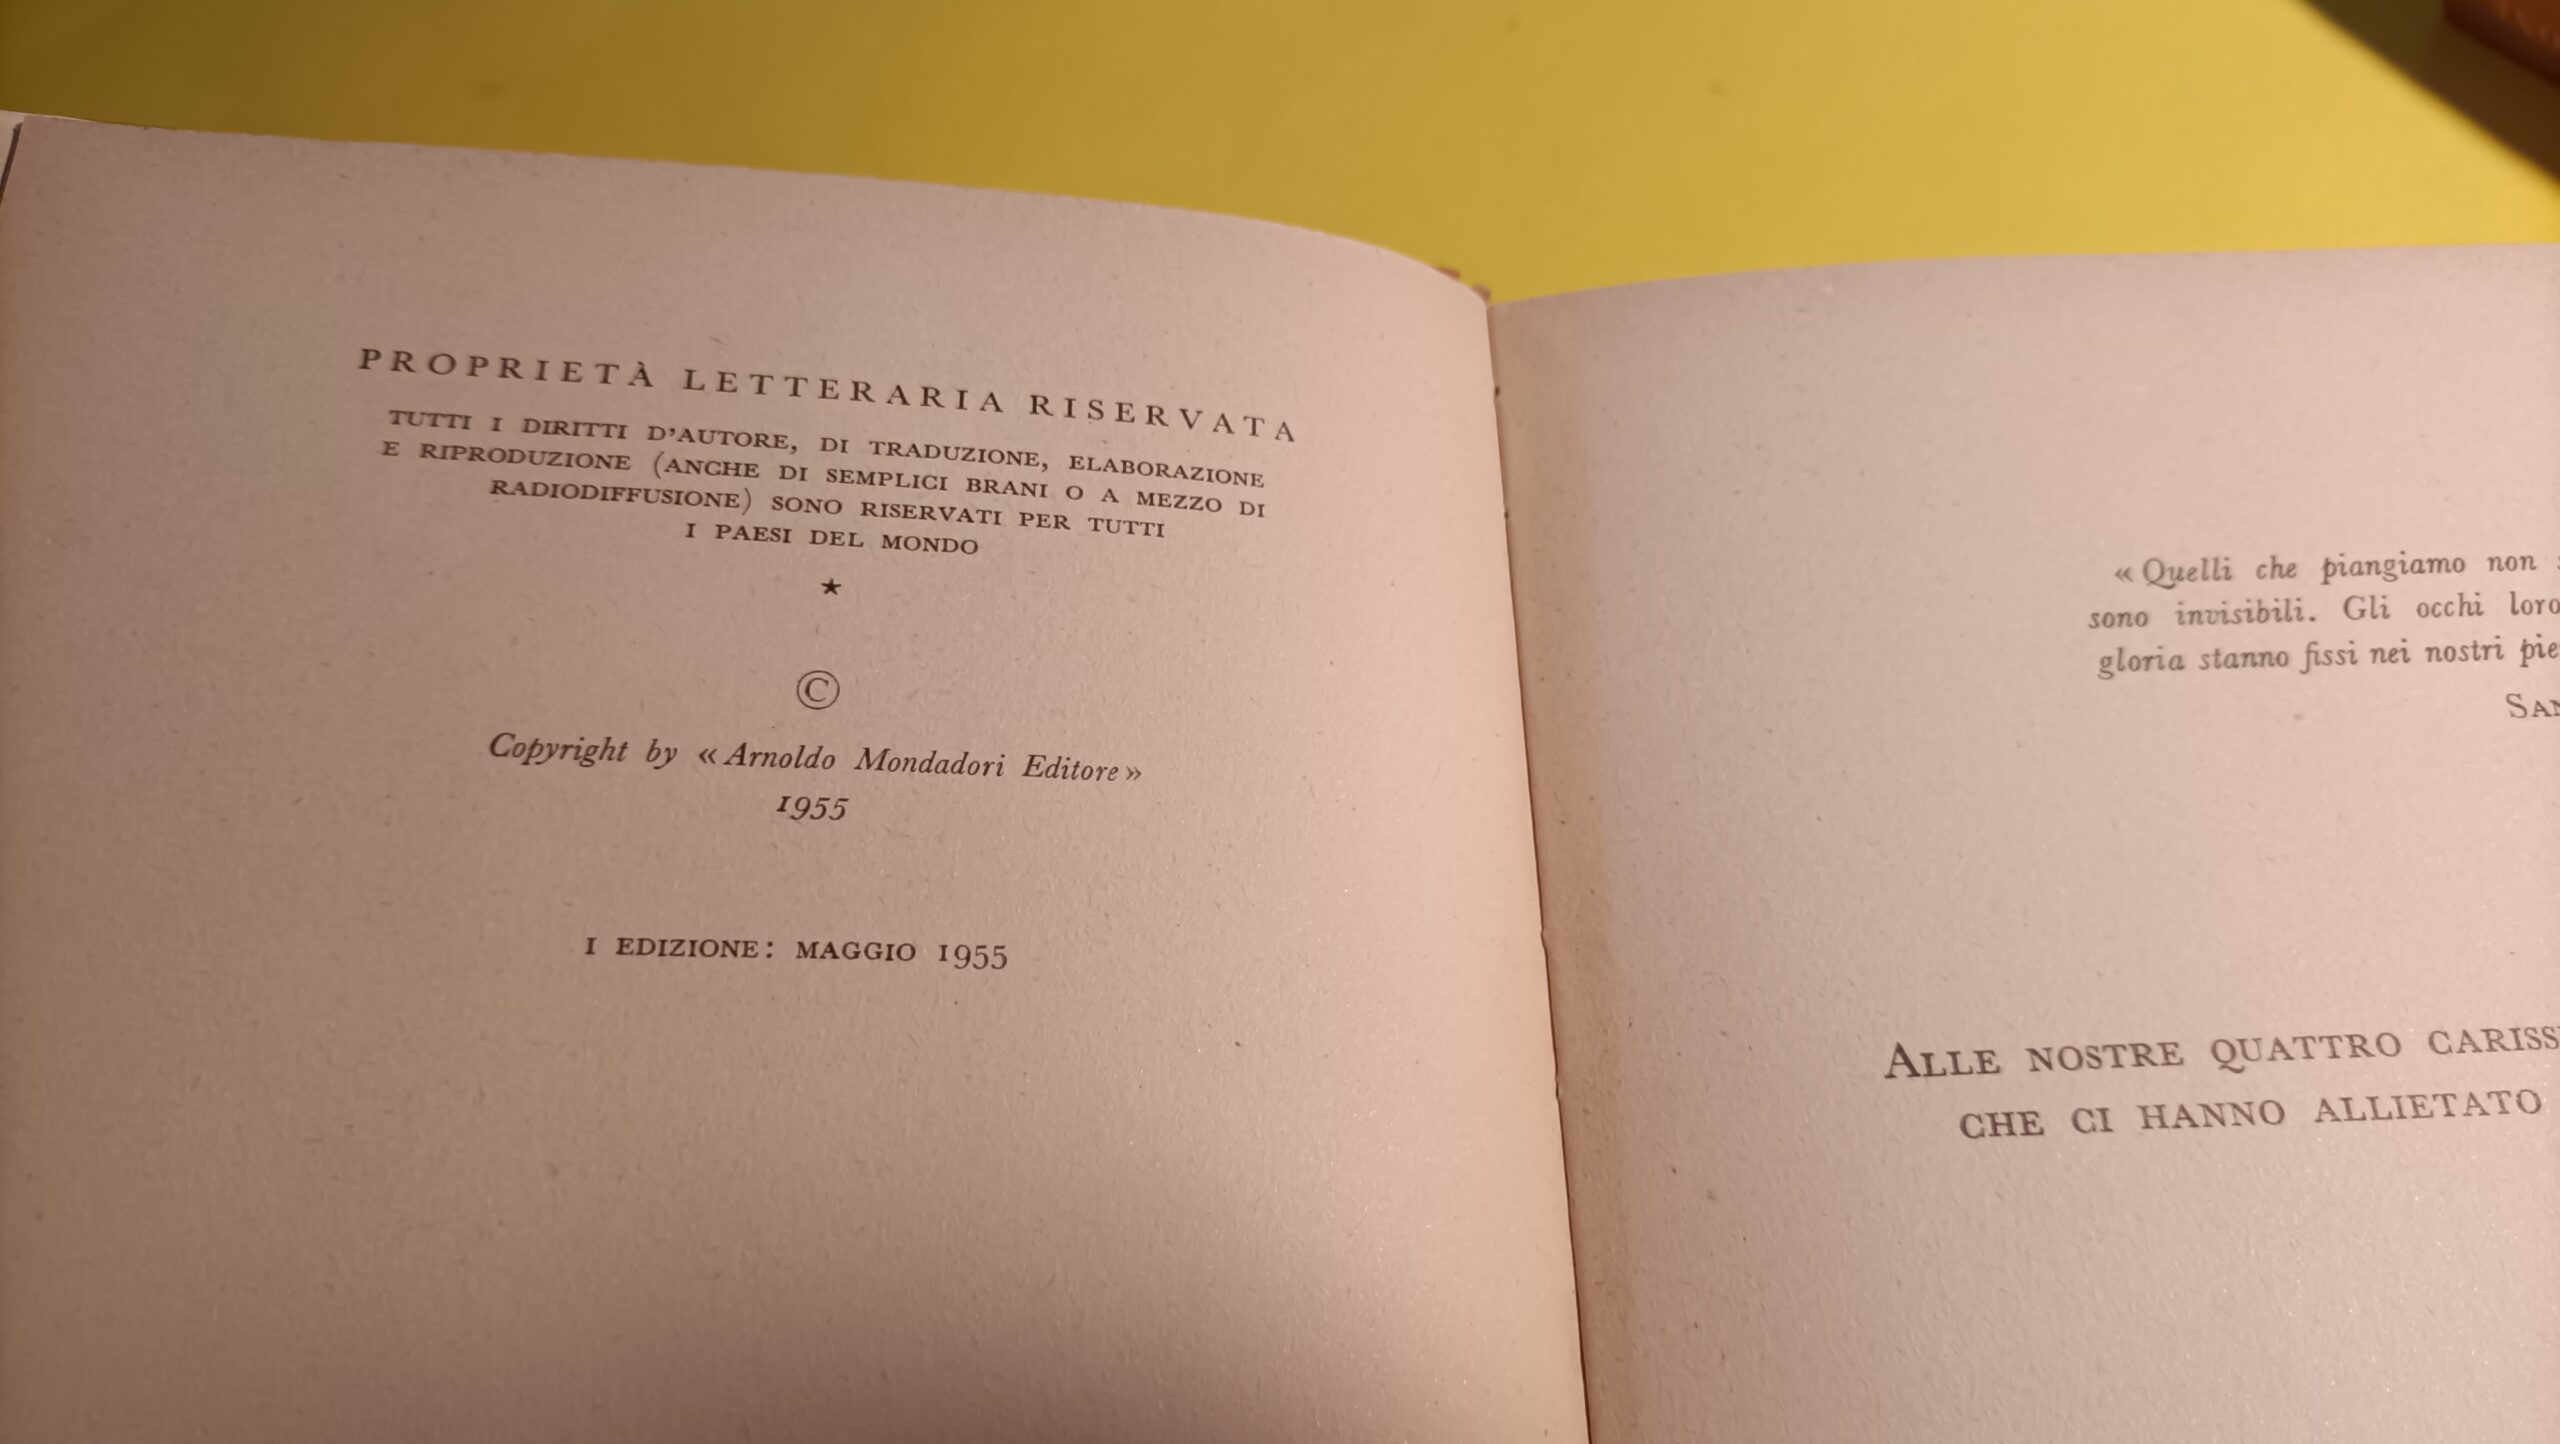 PROPRIETÀ LETTERARIA RISERVATA
TUTTI I DIRITTI D'AUTORE, DI TRADUZIONE, ELABORAZIONE
E RIPRODUZIONE (ANCHE DI SEMPLICI BRANI O A MEZZO DI
RADIODIFFUSIONE) SONO RISERVATI PER TUTTI
I PAESI DEL MONDO
★
©
Copyright by « Arnoldo Mondadori Editore »
1955
I EDIZIONE: MAGGIO 1955
« Quelli che piangiamo non
sono invisibili. Gli occhi loro
gloria stanno fissi nei nostri
ALLE NOSTRE QUATTRO
CHE CI HANNO ALLIETATO